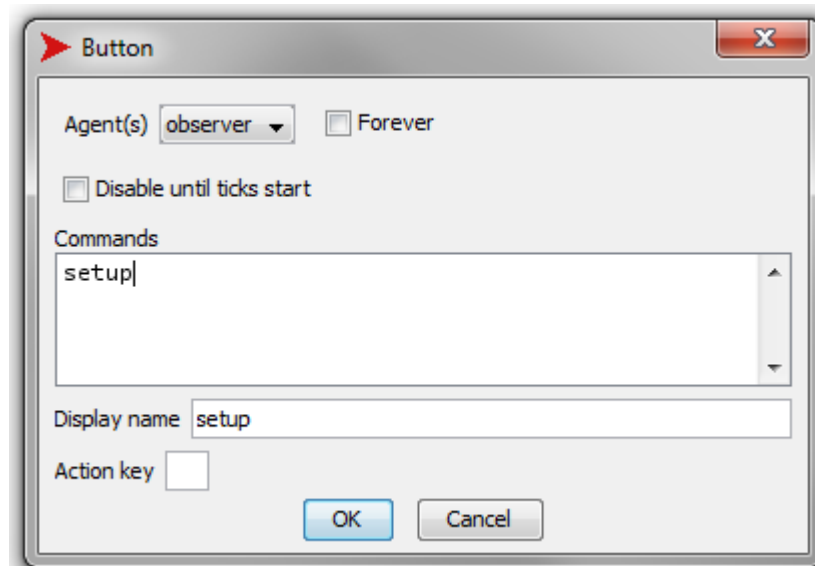 Button
Agent(s) observer Forever
Disable until ticks start
Commands
setup
Display name setup
Action key
OK Cancel